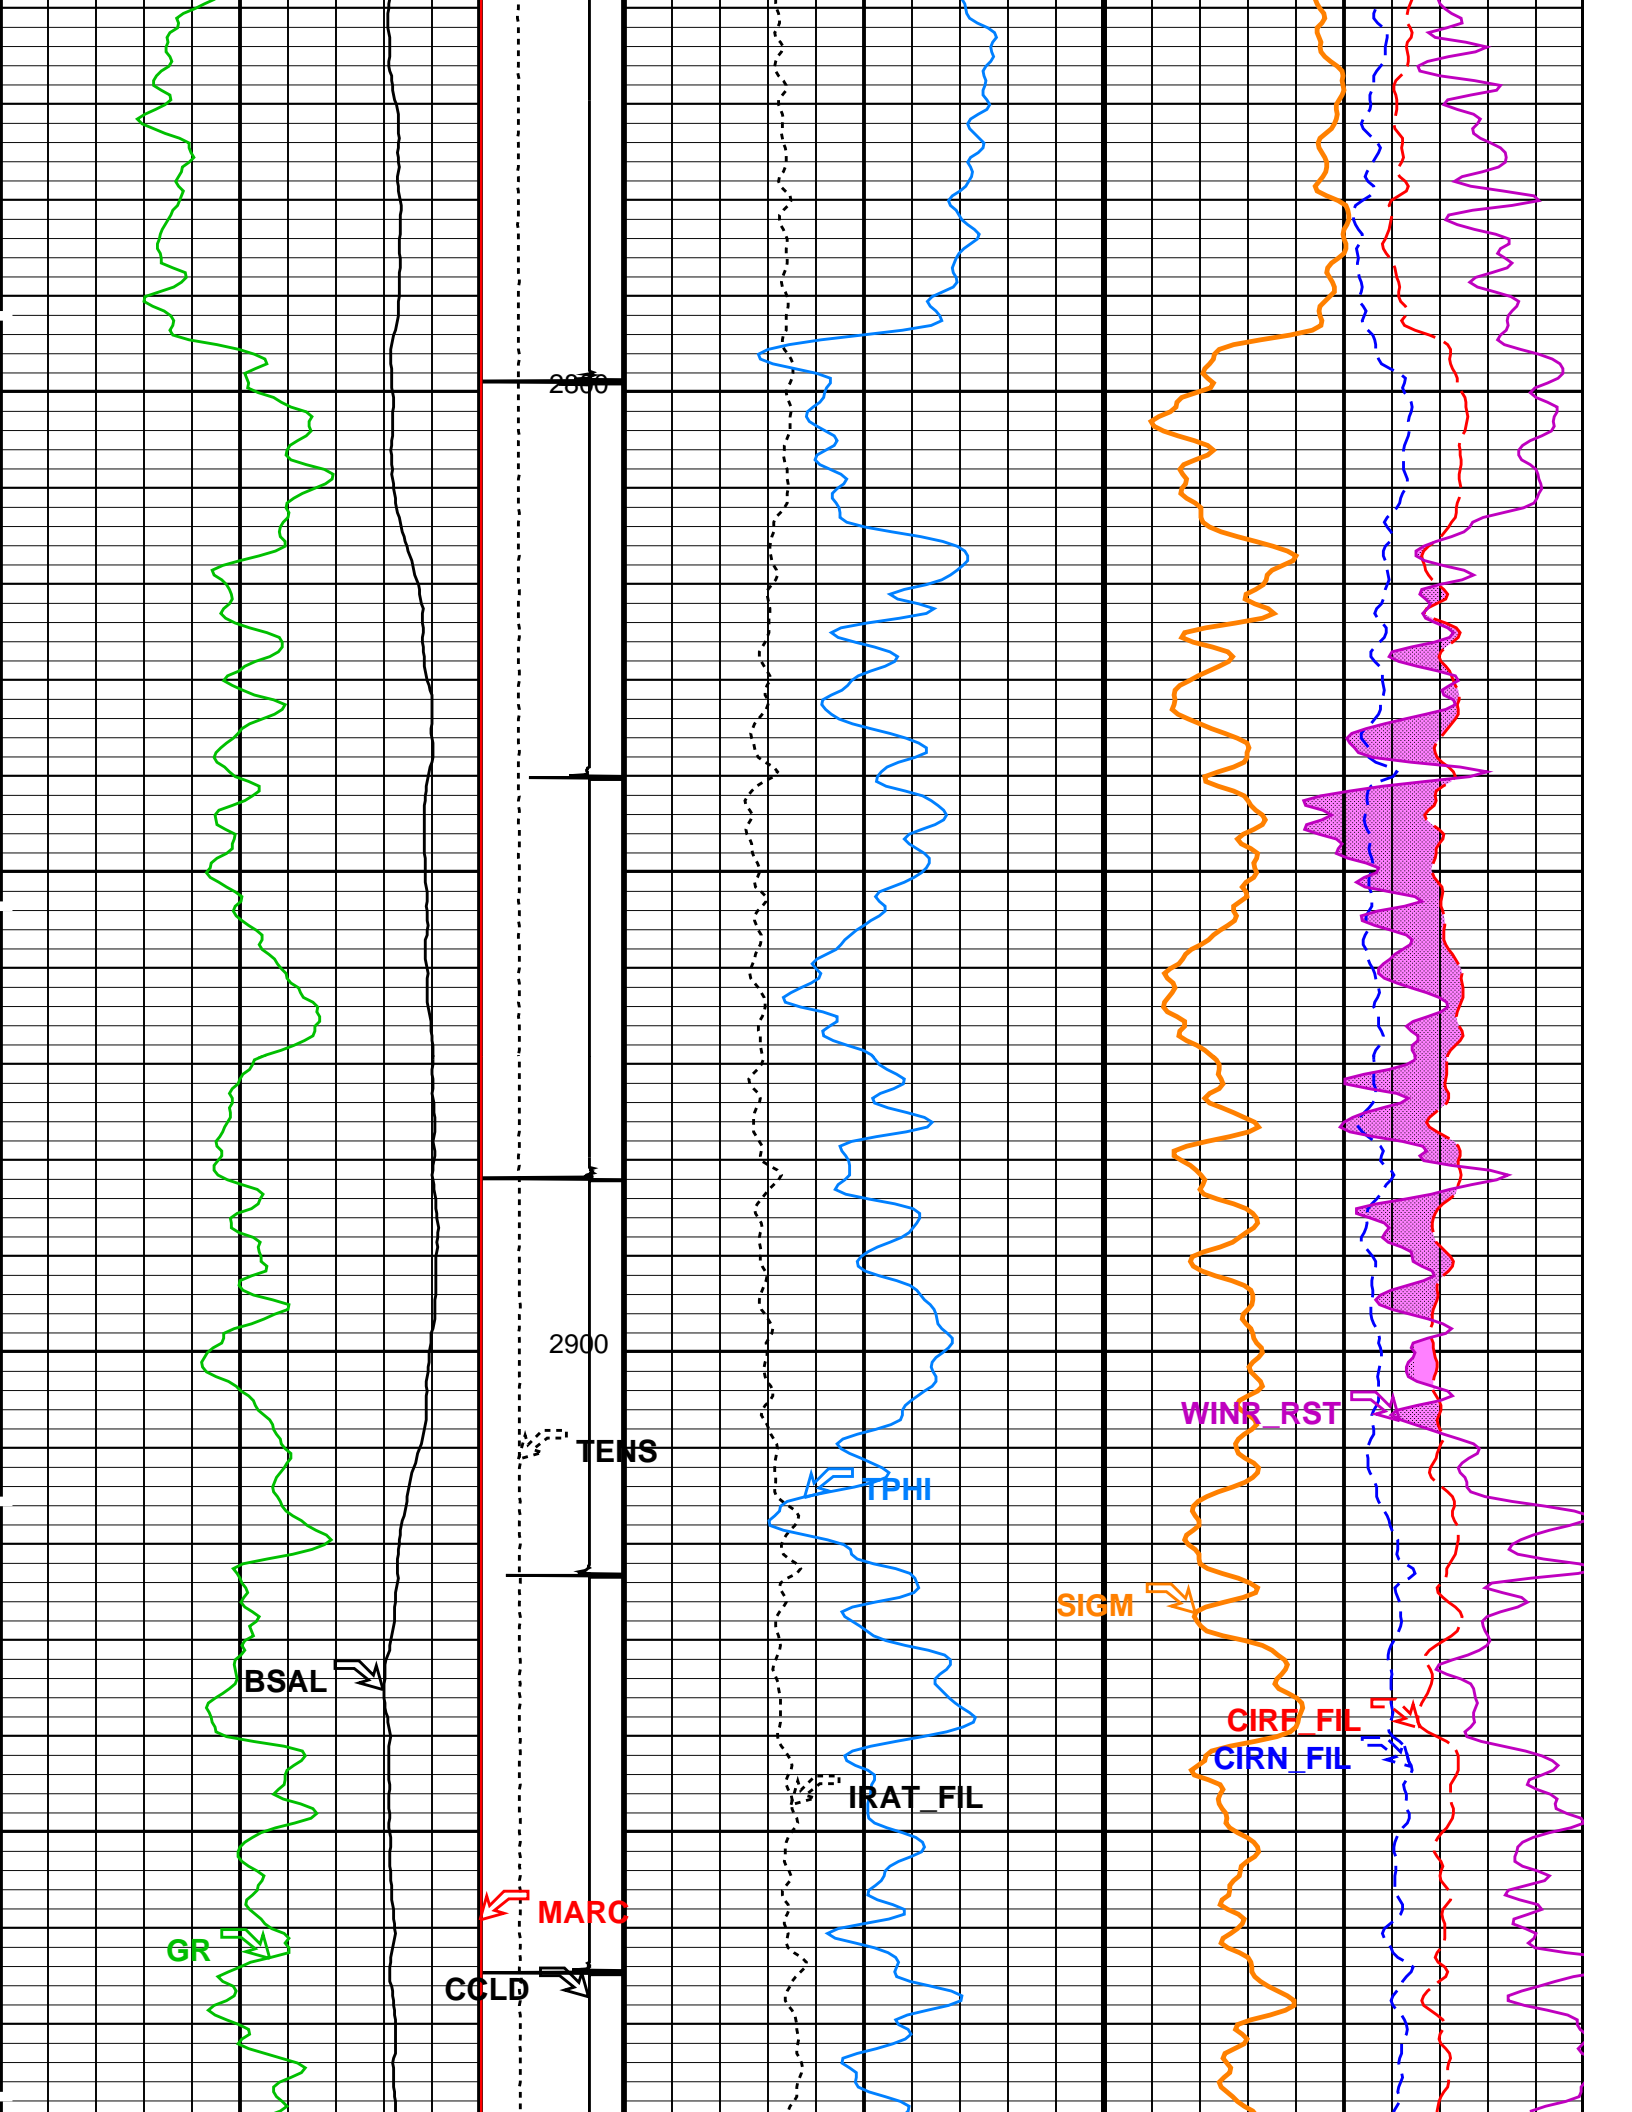 2800
2900
WINR_RST
TENS
TPHI
SIGM
BSAL
CIRF_FIL
CIRN_FIL
IRAT_FIL
MARC
GR
CCLD